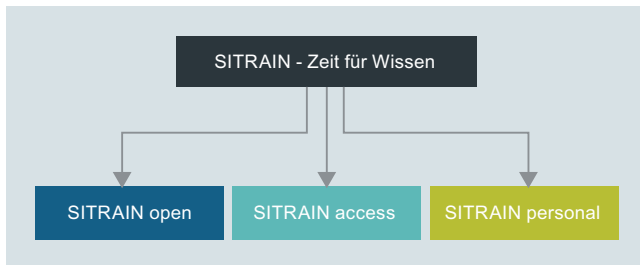 SITRAIN - Zeit für Wissen
SITRAIN open
SITRAIN access
SITRAIN personal